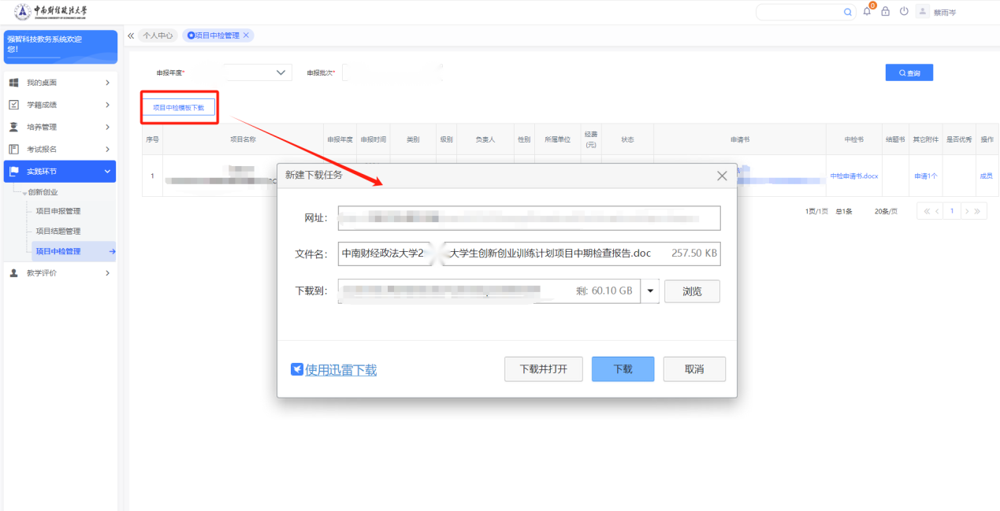 中南财经政法大学
ZHONGNAN UNIVERSITY OF ECONOMICS AND LAW
0
蔡雨岑
强智科技教务系统欢迎
您!
个人中心
项目中检管理
我的桌面
学籍成绩
培养管理
考试报名
实践环节
创新创业
项目申报管理
项目结题管理
项目中检管理
教学评价
申报年度*
申报批次*
查询
项目中检模板下载
序号 项目名称 申报年度 申报时间 类别 级别 负责人 性别 所属单位 经费(元) 状态 申请书 中检书 结题书 其它附件 是否优秀 操作
1 中检申请书.docx 申请1个 成员
1页/1页 总1条 20条/页 1
新建下载任务
网址:
文件名: 中南财经政法大学2 大学生创新创业训练计划项目中期检查报告.doc 257.50 KB
下载到: 剩: 60.10 GB 浏览
使用迅雷下载 下载并打开 下载 取消